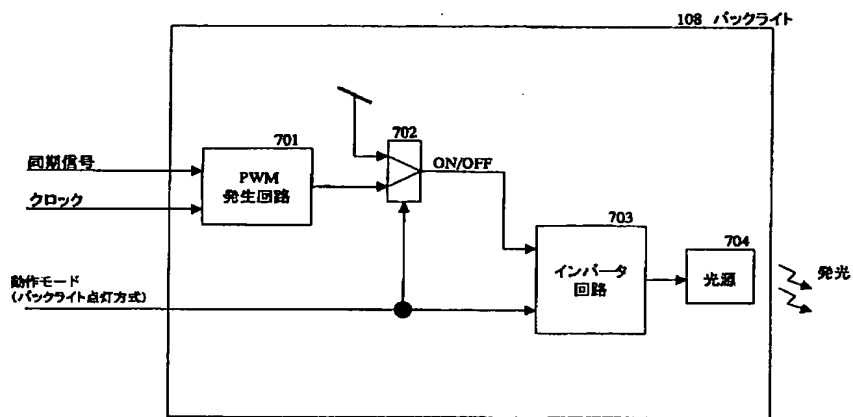 108 バックライト
701
702
同期信号
PWM
発生回路
ON/OFF
クロック
703
704
動作モード
(バックライト点灯方式)
インバータ
回路
光源
発光